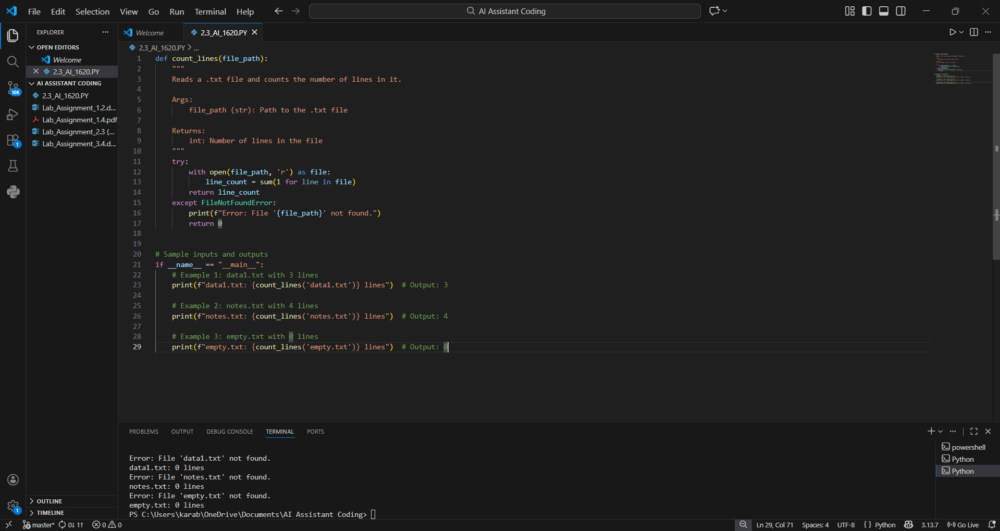 File Edit Selection View Go Run Terminal Help
AI Assistant Coding
EXPLORER
OPEN EDITORS
Welcome
2.3_AI_1620.PY
AI ASSISTANT CODING
2.3_AI_1620.PY
Lab_Assignment_1.2.d...
Lab_Assignment_1.4.pdf
Lab_Assignment_2.3 (...
Lab_Assignment_3.4.d...
10K
1
OUTLINE
TIMELINE
1
Welcome
2.3_AI_1620.PY
2.3_AI_1620.PY > ...
1 def count_lines(file_path):
2 """
3 Reads a .txt file and counts the number of lines in it.
4
5 Args:
6 file_path (str): Path to the .txt file
7
8 Returns:
9 int: Number of lines in the file
10 """
11 try:
12 with open(file_path, 'r') as file:
13 line_count = sum(1 for line in file)
14 return line_count
15 except FileNotFoundError:
16 print(f"Error: File '{file_path}' not found.")
17 return 0
18
19
20 # Sample inputs and outputs
21 if __name__ == "__main__":
22 # Example 1: data1.txt with 3 lines
23 print(f"data1.txt: {count_lines('data1.txt')} lines")  # Output: 3
24
25 # Example 2: notes.txt with 4 lines
26 print(f"notes.txt: {count_lines('notes.txt')} lines")  # Output: 4
27
28 # Example 3: empty.txt with 0 lines
29 print(f"empty.txt: {count_lines('empty.txt')} lines")  # Output: 0
PROBLEMS OUTPUT DEBUG CONSOLE TERMINAL PORTS
Error: File 'data1.txt' not found.
data1.txt: 0 lines
Error: File 'notes.txt' not found.
notes.txt: 0 lines
Error: File 'empty.txt' not found.
empty.txt: 0 lines
PS C:\Users\karab\OneDrive\Documents\AI Assistant Coding>
powershell
Python
Python
master* 0↓ 1↑ 0 0
Ln 29, Col 71 Spaces: 4 UTF-8 { } Python 3.13.7 Go Live